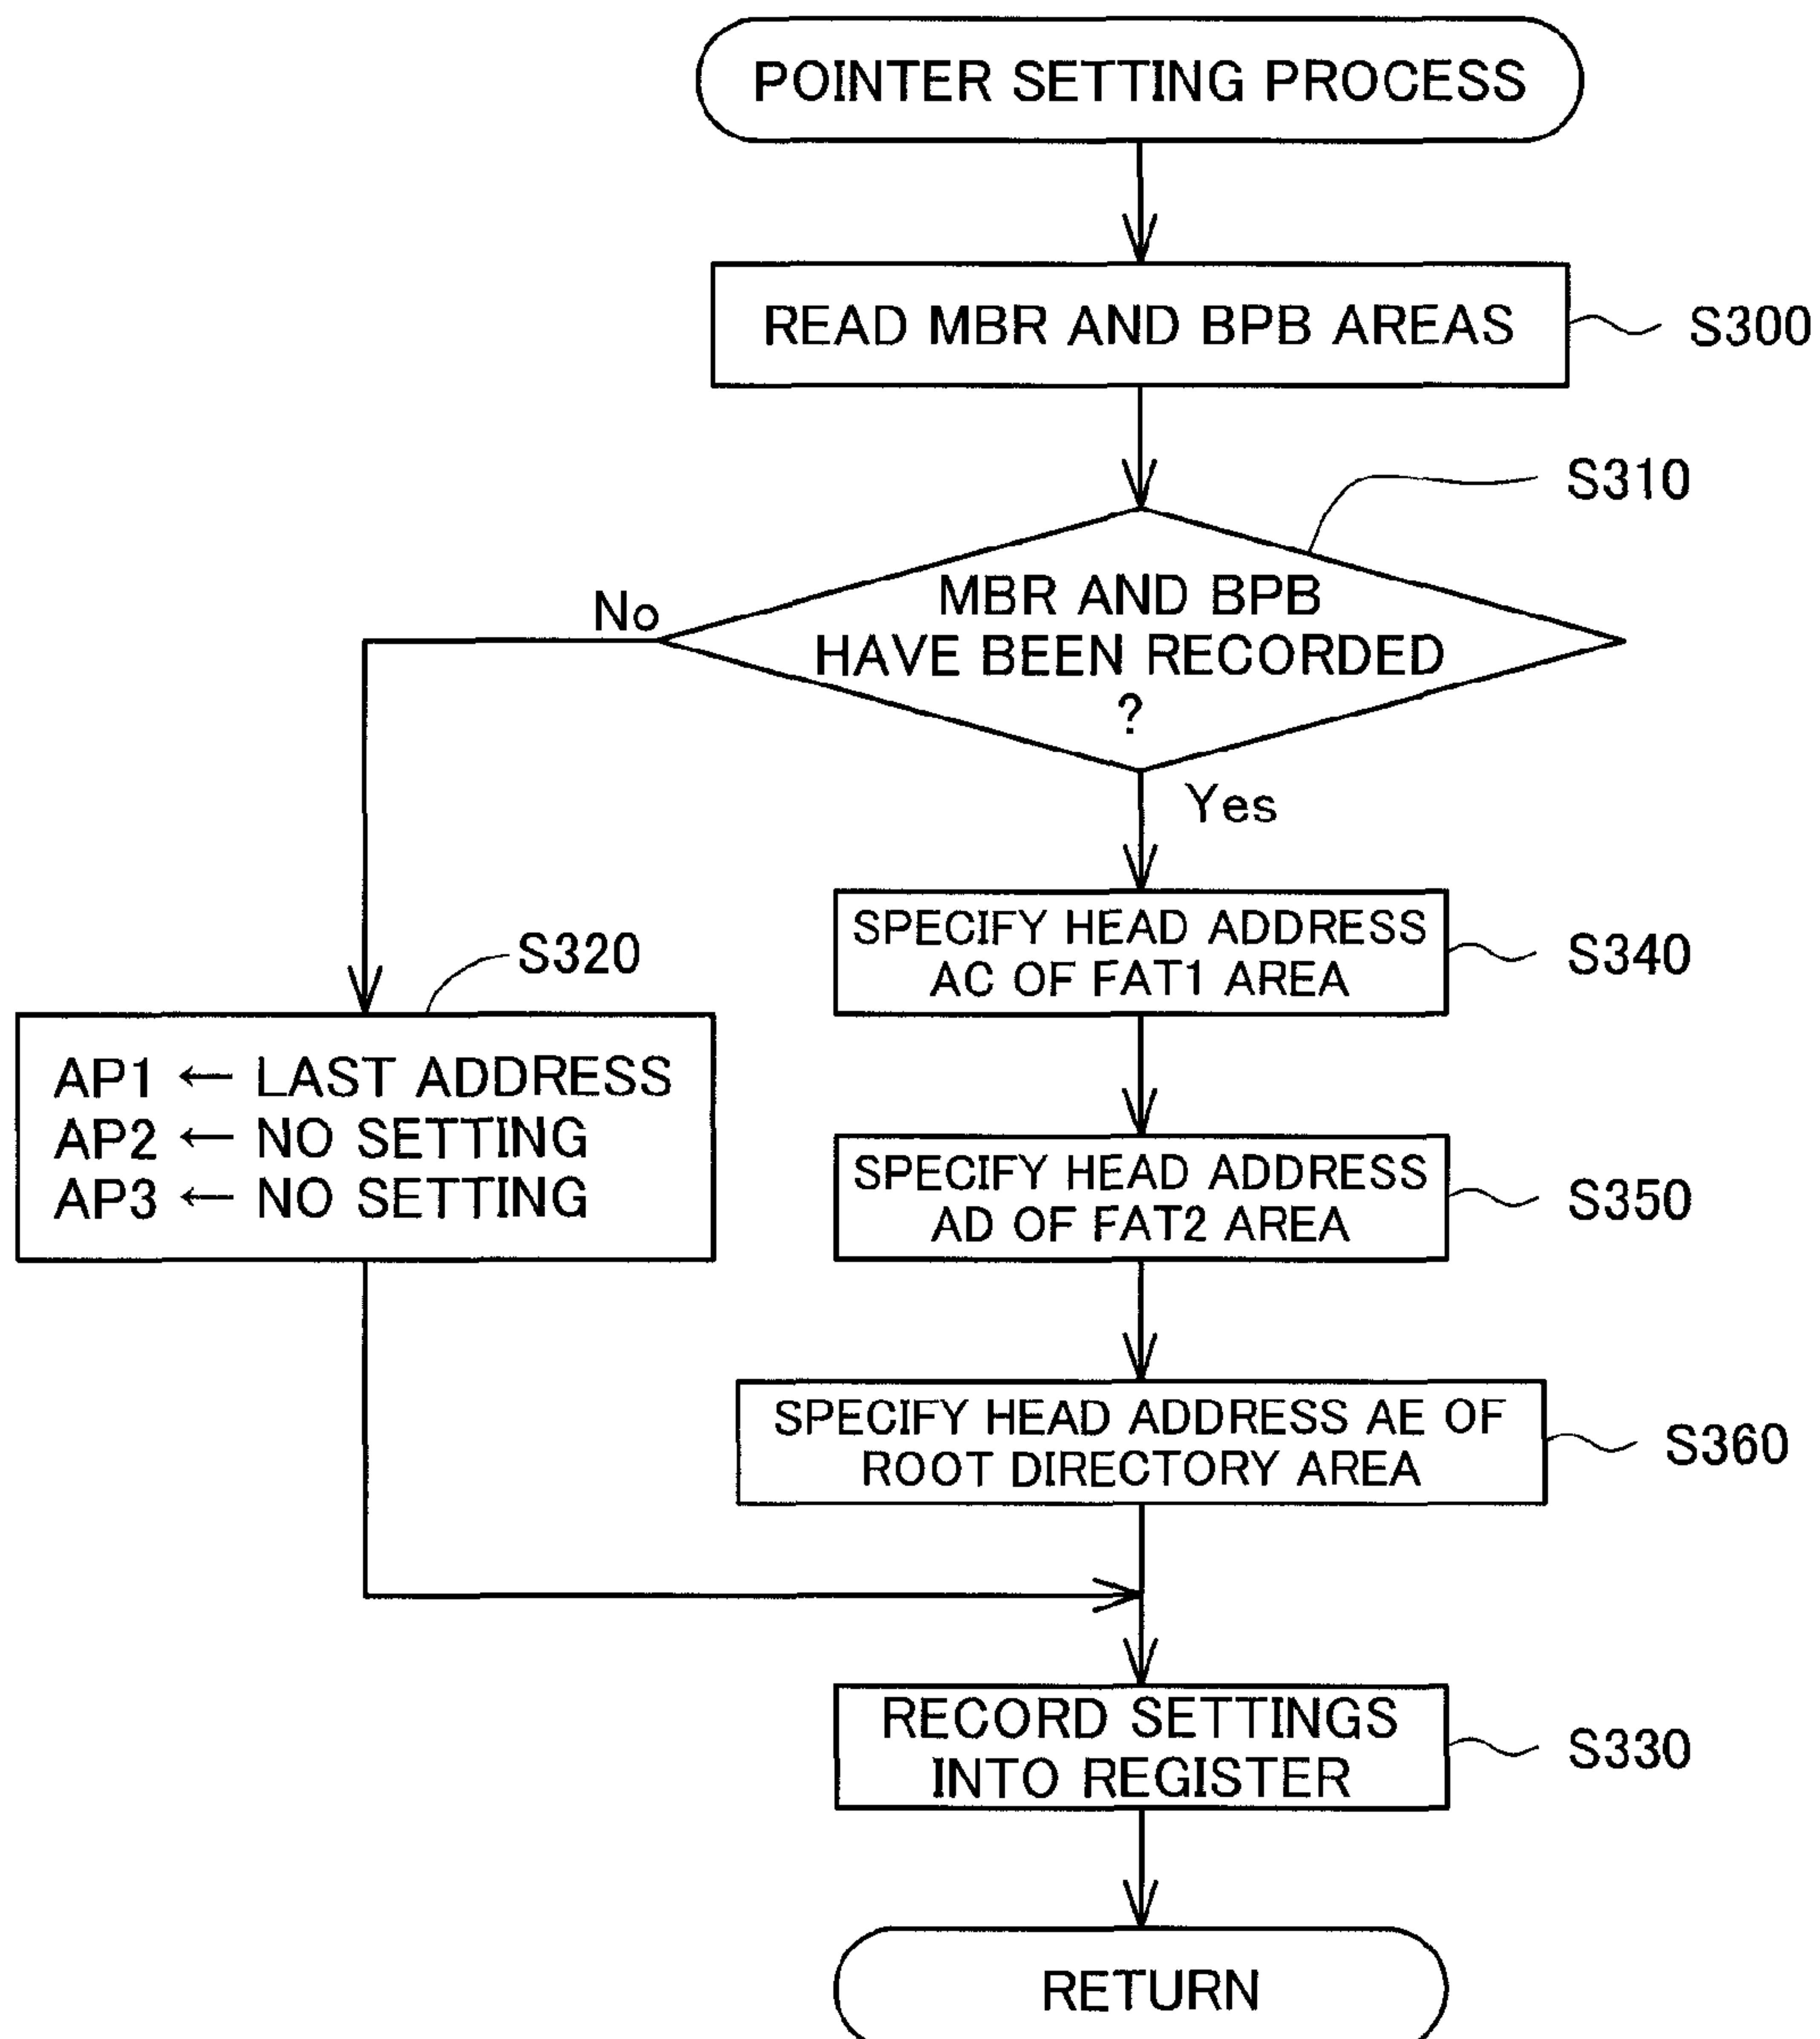 POINTER SETTING PROCESS
READ MBR AND BPB AREAS
S300
S310
MBR AND BPB
HAVE BEEN RECORDED
?
No
Yes
SPECIFY HEAD ADDRESS
AC OF FAT1 AREA
S340
S320
AP1 ← LAST ADDRESS
AP2 ← NO SETTING
AP3 ← NO SETTING
SPECIFY HEAD ADDRESS
AD OF FAT2 AREA
S350
SPECIFY HEAD ADDRESS AE OF
ROOT DIRECTORY AREA
S360
RECORD SETTINGS
INTO REGISTER
S330
RETURN